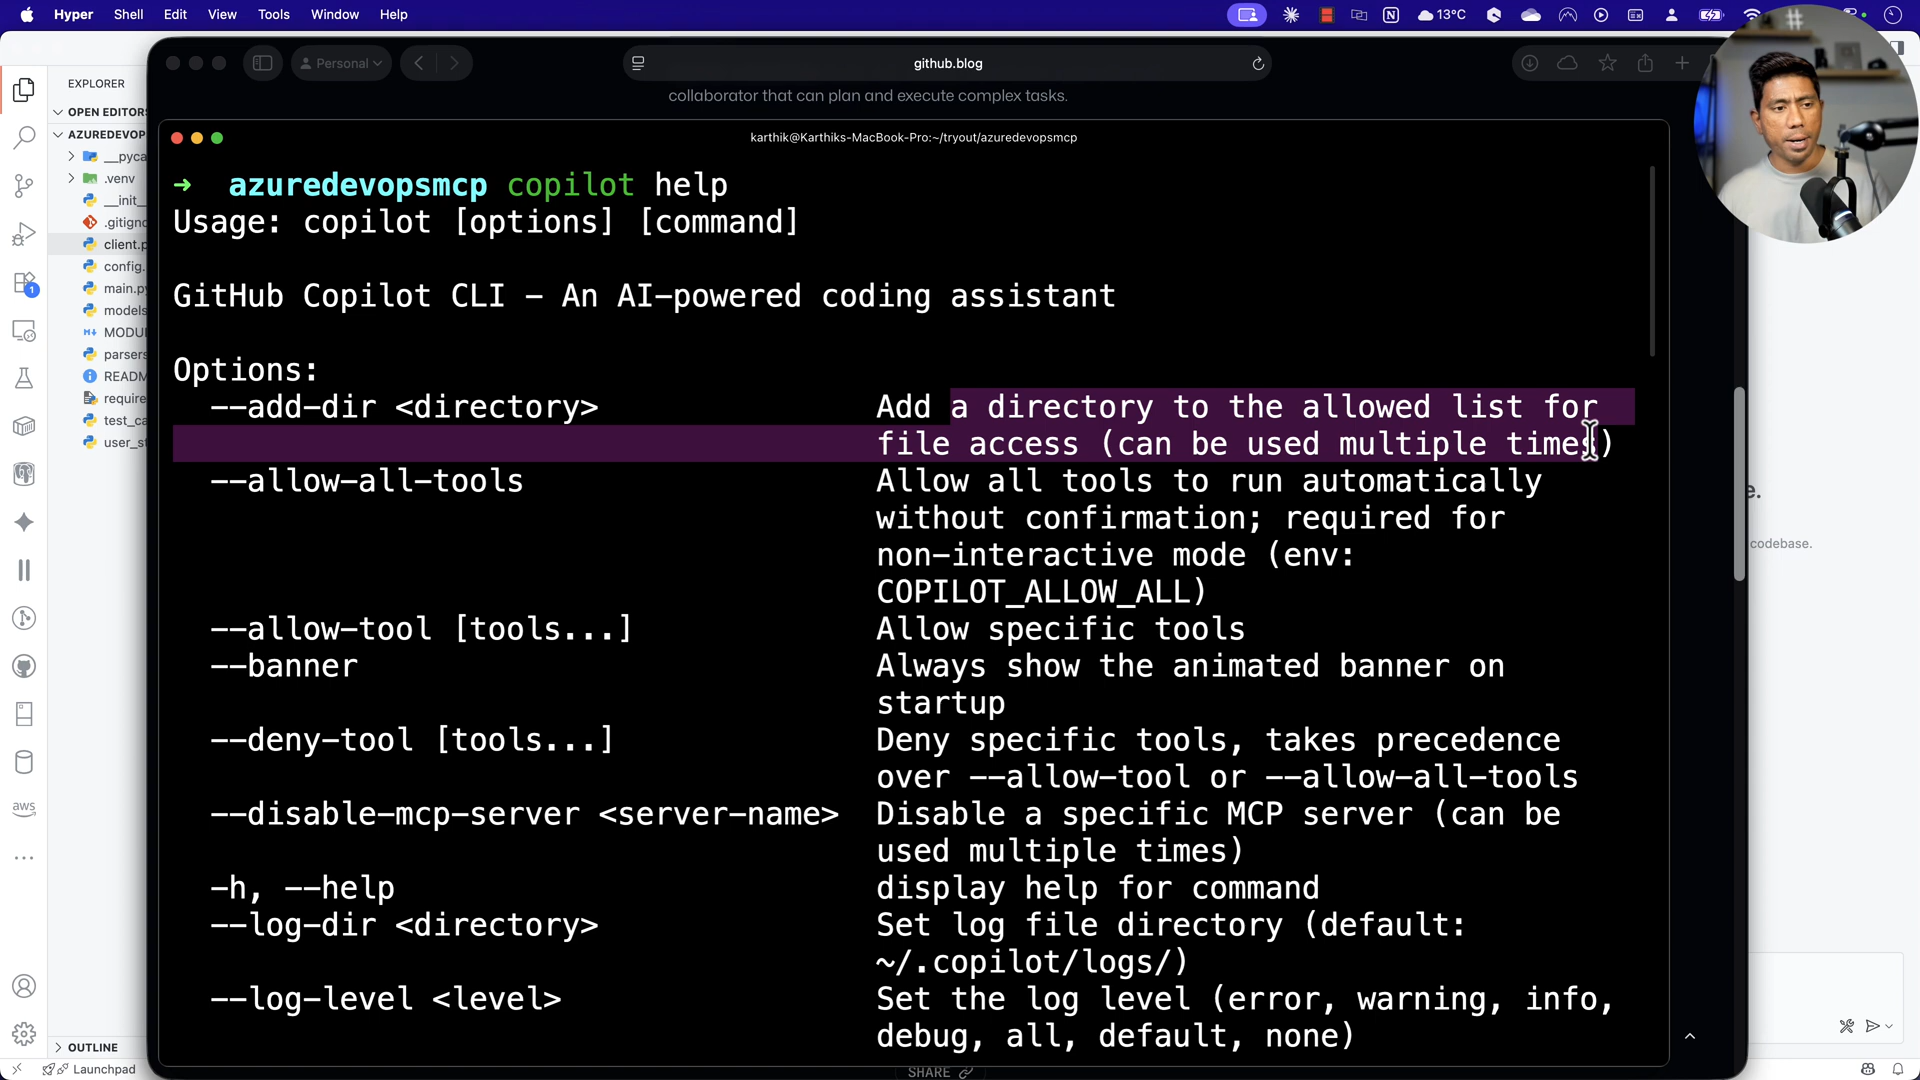 Hyper Shell Edit View Tools Window Help
13°C
Personal
github.blog
collaborator that can plan and execute complex tasks.
EXPLORER
OPEN EDITORS
AZUREDEVOP
__pyca
.venv
__init__
.gitigno
client.p
config.
main.py
models
MODU
parsers
READM
require
test_ca
user_st
OUTLINE
Launchpad
aws
1
karthik@Karthiks-MacBook-Pro:~/tryout/azuredevopsmcp
→ azuredevopsmcp copilot help
Usage: copilot [options] [command]
GitHub Copilot CLI - An AI-powered coding assistant
Options:
--add-dir <directory> Add a directory to the allowed list for
file access (can be used multiple times)
--allow-all-tools Allow all tools to run automatically
without confirmation; required for
non-interactive mode (env:
COPILOT_ALLOW_ALL)
--allow-tool [tools...] Allow specific tools
--banner Always show the animated banner on
startup
--deny-tool [tools...] Deny specific tools, takes precedence
over --allow-tool or --allow-all-tools
--disable-mcp-server <server-name> Disable a specific MCP server (can be
used multiple times)
-h, --help display help for command
--log-dir <directory> Set log file directory (default:
~/.copilot/logs/)
--log-level <level> Set the log level (error, warning, info,
debug, all, default, none)
SHARE
e.
codebase.